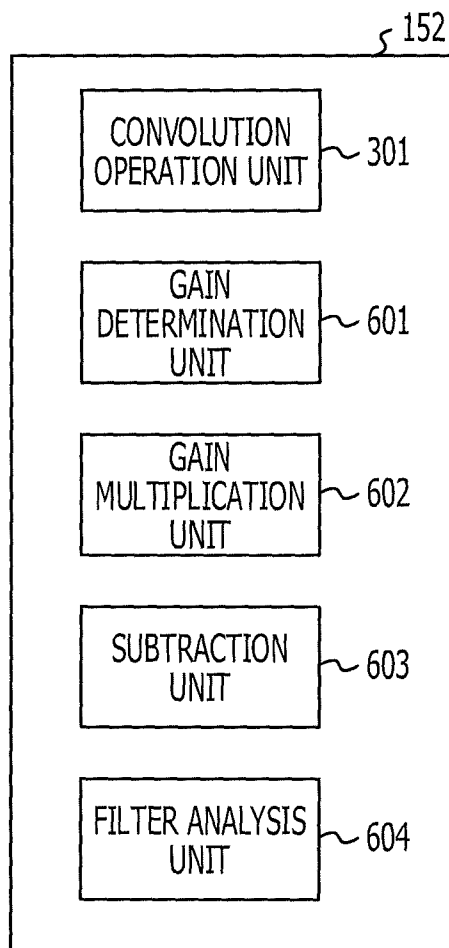 152
CONVOLUTION
OPERATION UNIT
301
GAIN
DETERMINATION
UNIT
601
GAIN
MULTIPLICATION
UNIT
602
SUBTRACTION
UNIT
603
FILTER ANALYSIS
UNIT
604